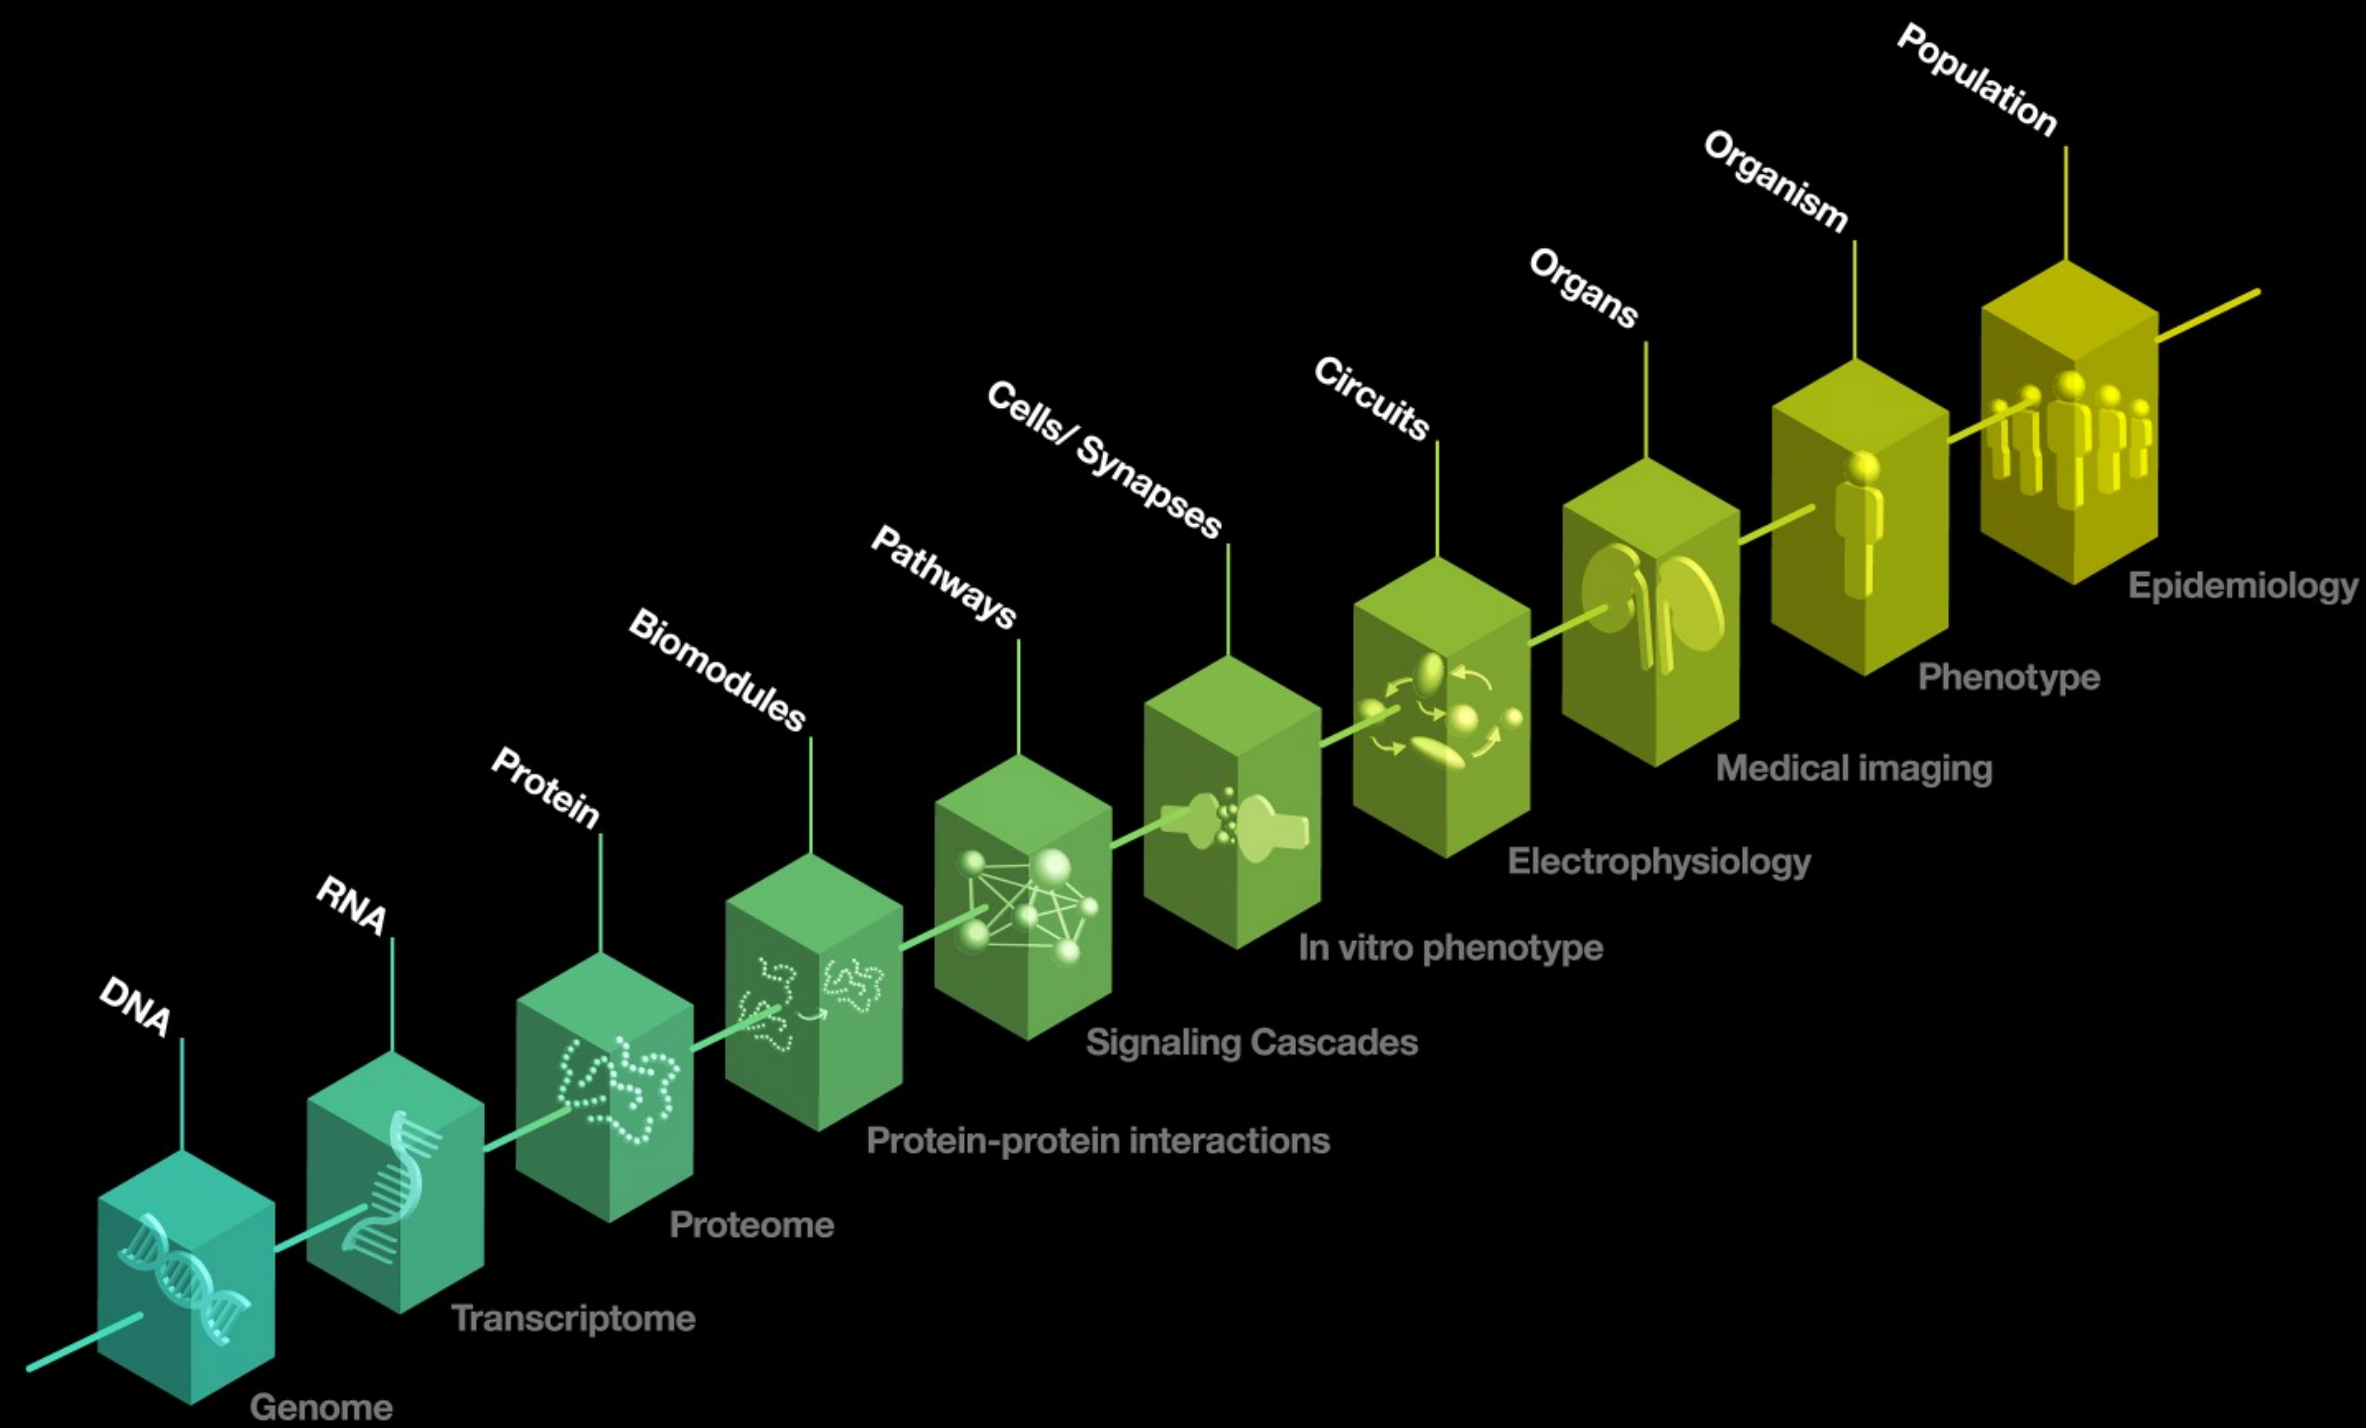 DNA
Genome
RNA
Transcriptome
Protein
Proteome
Biomodules
Protein-protein interactions
Pathways
Signaling Cascades
Cells/ Synapses
In vitro phenotype
Circuits
Electrophysiology
Organs
Medical imaging
Organism
Phenotype
Population
Epidemiology